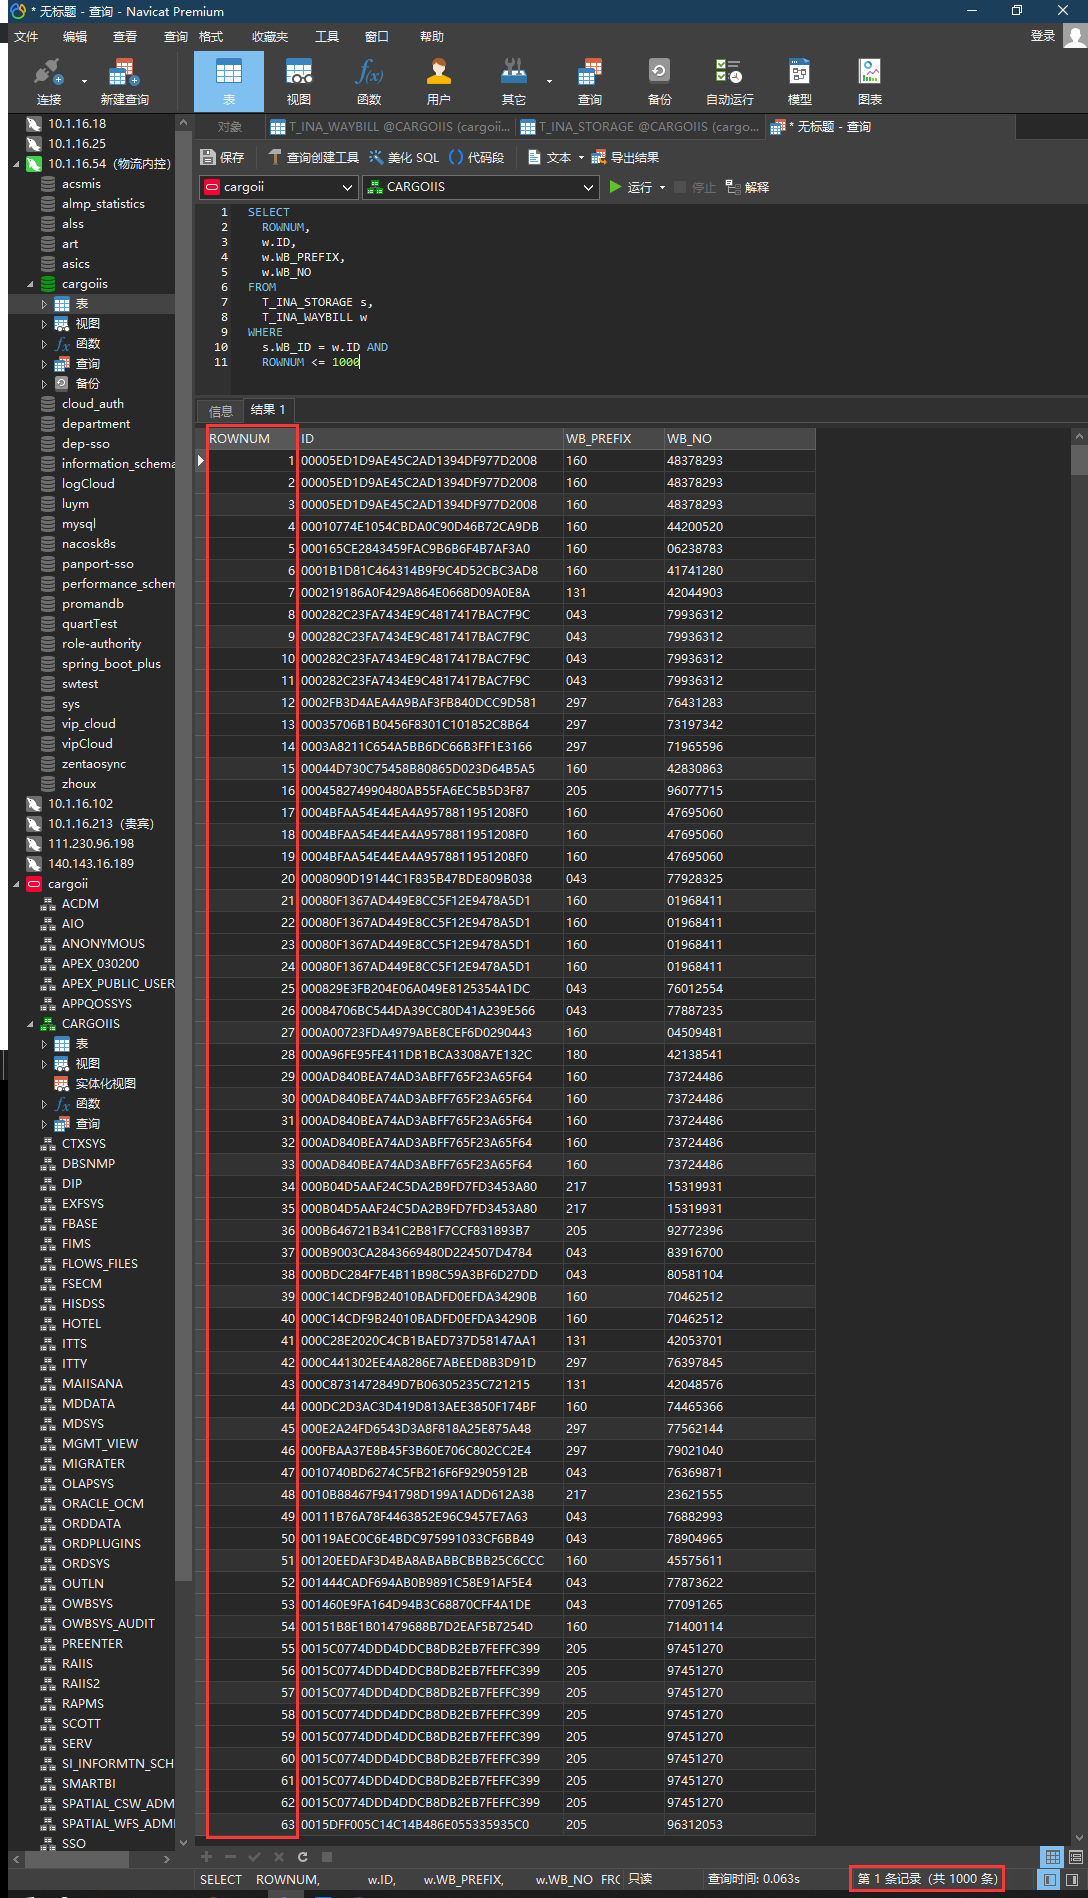 * 无标题 - 查询 - Navicat Premium
文件 编辑 查看 查询 格式 收藏夹 工具 窗口 帮助 登录
连接 新建查询 表 视图 函数 用户 其它 查询 备份 自动运行 模型 图表
对象 T_INA_WAYBILL @CARGOIIS (cargoii... T_INA_STORAGE @CARGOIIS (cargo... * 无标题 - 查询
保存 查询创建工具 美化 SQL 代码段 文本 导出结果
cargoii CARGOIIS 运行 停止 解释
1 SELECT
2 ROWNUM,
3 w.ID,
4 w.WB_PREFIX,
5 w.WB_NO
6 FROM
7 T_INA_STORAGE s,
8 T_INA_WAYBILL w
9 WHERE
10 s.WB_ID = w.ID AND
11 ROWNUM <= 1000
10.1.16.18
10.1.16.25
10.1.16.54 (物流内控)
acsmis
almp_statistics
alss
art
asics
cargoiis
表
视图
函数
查询
备份
cloud_auth
department
dep-sso
information_schema
logCloud
luym
mysql
nacosk8s
panport-sso
performance_schem
promandb
quartTest
role-authority
spring_boot_plus
swtest
sys
vip_cloud
vipCloud
zentaosync
zhoux
10.1.16.102
10.1.16.213 (贵宾)
111.230.96.198
140.143.16.189
cargoii
ACDM
AIO
ANONYMOUS
APEX_030200
APEX_PUBLIC_USER
APPQOSSYS
CARGOIIS
表
视图
实体化视图
函数
查询
CTXSYS
DBSNMP
DIP
EXFSYS
FBASE
FIMS
FLOWS_FILES
FSECM
HISDSS
HOTEL
ITTS
ITTY
MAIISANA
MDDATA
MDSYS
MGMT_VIEW
MIGRATER
OLAPSYS
ORACLE_OCM
ORDDATA
ORDPLUGINS
ORDSYS
OUTLN
OWBSYS
OWBSYS_AUDIT
PREENTER
RAIIS
RAIIS2
RAPMS
SCOTT
SERV
SI_INFORMTN_SCH
SMARTBI
SPATIAL_CSW_ADM
SPATIAL_WFS_ADMI
SSO
信息 结果 1
ROWNUM ID WB_PREFIX WB_NO
1 00005ED1D9AE45C2AD1394DF977D2008 160 48378293
2 00005ED1D9AE45C2AD1394DF977D2008 160 48378293
3 00005ED1D9AE45C2AD1394DF977D2008 160 48378293
4 00010774E1054CBDA0C90D46B72CA9DB 160 44200520
5 000165CE2843459FAC9B6B6F4B7AF3A0 160 06238783
6 0001B1D81C464314B9F9C4D52CBC3AD8 160 41741280
7 000219186A0F429A864E0668D09A0E8A 131 42044903
8 000282C23FA7434E9C4817417BAC7F9C 043 79936312
9 000282C23FA7434E9C4817417BAC7F9C 043 79936312
10 000282C23FA7434E9C4817417BAC7F9C 043 79936312
11 000282C23FA7434E9C4817417BAC7F9C 043 79936312
12 0002FB3D4AEA4A9BAF3FB840DCC9D581 297 76431283
13 00035706B1B0456F8301C101852C8B64 297 73197342
14 0003A8211C654A5BB6DC66B3FF1E3166 297 71965596
15 00044D730C75458B80865D023D64B5A5 160 42830863
16 000458274990480AB55FA6EC5B5D3F87 205 96077715
17 0004BFAA54E44EA4A9578811951208F0 160 47695060
18 0004BFAA54E44EA4A9578811951208F0 160 47695060
19 0004BFAA54E44EA4A9578811951208F0 160 47695060
20 0008090D19144C1F835B47BDE809B038 043 77928325
21 00080F1367AD449E8CC5F12E9478A5D1 160 01968411
22 00080F1367AD449E8CC5F12E9478A5D1 160 01968411
23 00080F1367AD449E8CC5F12E9478A5D1 160 01968411
24 00080F1367AD449E8CC5F12E9478A5D1 160 01968411
25 000829E3FB204E06A049E8125354A1DC 043 76012554
26 00084706BC544DA39CC80D41A239E566 043 77887235
27 000A00723FDA4979ABE8CEF6D0290443 160 04509481
28 000A96FE95FE411DB1BCA3308A7E132C 180 42138541
29 000AD840BEA74AD3ABFF765F23A65F64 160 73724486
30 000AD840BEA74AD3ABFF765F23A65F64 160 73724486
31 000AD840BEA74AD3ABFF765F23A65F64 160 73724486
32 000AD840BEA74AD3ABFF765F23A65F64 160 73724486
33 000AD840BEA74AD3ABFF765F23A65F64 160 73724486
34 000B04D5AAF24C5DA2B9FD7FD3453A80 217 15319931
35 000B04D5AAF24C5DA2B9FD7FD3453A80 217 15319931
36 000B646721B341C2B81F7CCF831893B7 205 92772396
37 000B9003CA2843669480D224507D4784 043 83916700
38 000BDC284F7E4B11B98C59A3BF6D27DD 043 80581104
39 000C14CDF9B24010BADFD0EFDA34290B 160 70462512
40 000C14CDF9B24010BADFD0EFDA34290B 160 70462512
41 000C28E2020C4CB1BAED737D58147AA1 131 42053701
42 000C441302EE4A8286E7ABEED8B3D91D 297 76397845
43 000C8731472849D7B06305235C721215 131 42048576
44 000DC2D3AC3D419D813AEE3850F174BF 160 74465366
45 000E2A24FD6543D3A8F818A25E875A48 297 77562144
46 000FBAA37E8B45F3B60E706C802CC2E4 297 79021040
47 0010740BD6274C5FB216F6F92905912B 043 76369871
48 0010B88467F941798D199A1ADD612A38 217 23621555
49 00111B76A78F4463852E96C9457E7A63 043 76882993
50 00119AEC0C6E4BDC975991033CF6BB49 043 78904965
51 00120EEDAF3D4BA8ABABBCBBB25C6CCC 160 45575611
52 001444CADF694AB0B9891C58E91AF5E4 043 77873622
53 001460E9FA164D94B3C68870CFF4A1DE 043 77091265
54 00151B8E1B01479688B7D2EAF5B7254D 160 71400114
55 0015C0774DDD4DDCB8DB2EB7FEFFC399 205 97451270
56 0015C0774DDD4DDCB8DB2EB7FEFFC399 205 97451270
57 0015C0774DDD4DDCB8DB2EB7FEFFC399 205 97451270
58 0015C0774DDD4DDCB8DB2EB7FEFFC399 205 97451270
59 0015C0774DDD4DDCB8DB2EB7FEFFC399 205 97451270
60 0015C0774DDD4DDCB8DB2EB7FEFFC399 205 97451270
61 0015C0774DDD4DDCB8DB2EB7FEFFC399 205 97451270
62 0015C0774DDD4DDCB8DB2EB7FEFFC399 205 97451270
63 0015DFF005C14C14B486E055335935C0 205 96312053
SELECT ROWNUM, w.ID, w.WB_PREFIX, w.WB_NO FRO 只读 查询时间: 0.063s 第 1 条记录 (共 1000 条)